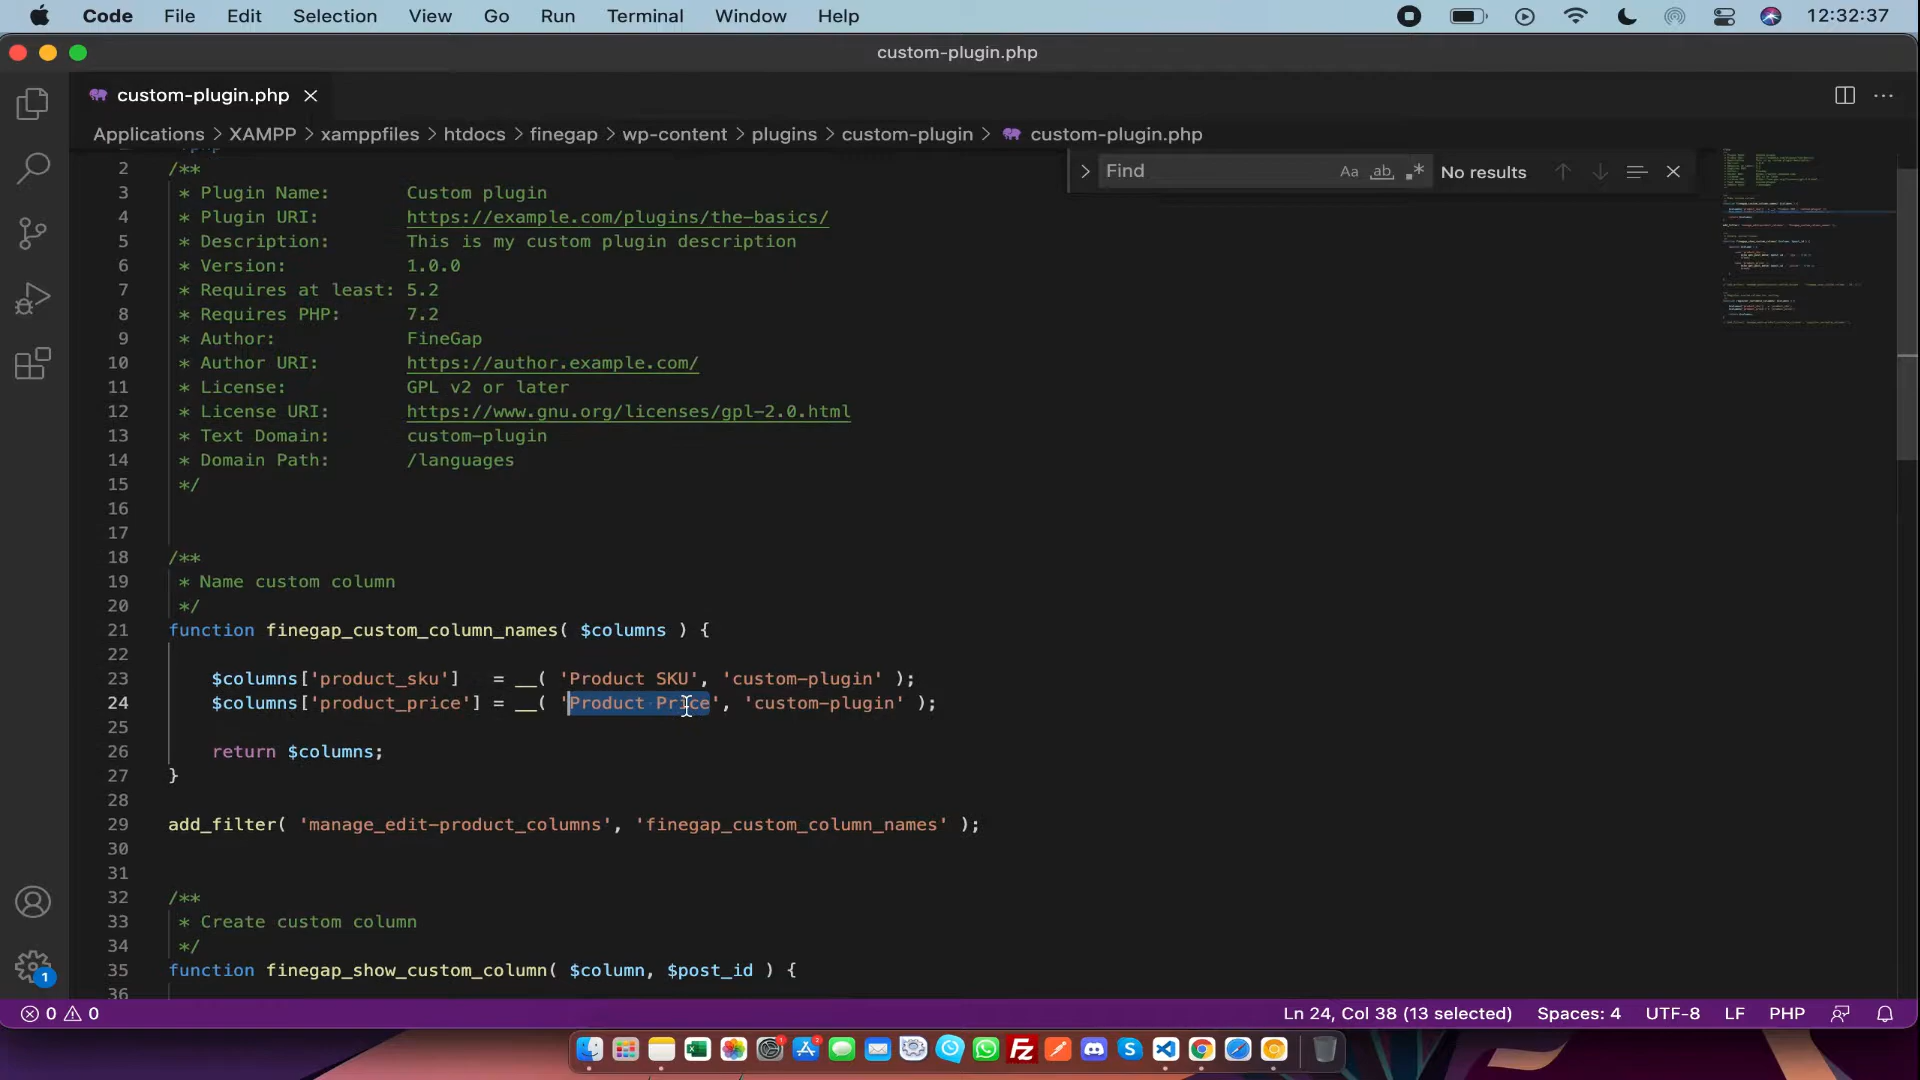 Code File Edit Selection View Go Run Terminal Window Help 12:32:37
custom-plugin.php
custom-plugin.php
Applications > XAMPP > xamppfiles > htdocs > finegap > wp-content > plugins > custom-plugin > custom-plugin.php
Find Aa ab .* No results
2 /**
3 * Plugin Name: Custom plugin
4 * Plugin URI: https://example.com/plugins/the-basics/
5 * Description: This is my custom plugin description
6 * Version: 1.0.0
7 * Requires at least: 5.2
8 * Requires PHP: 7.2
9 * Author: FineGap
10 * Author URI: https://author.example.com/
11 * License: GPL v2 or later
12 * License URI: https://www.gnu.org/licenses/gpl-2.0.html
13 * Text Domain: custom-plugin
14 * Domain Path: /languages
15 */
16
17
18 /**
19 * Name custom column
20 */
21 function finegap_custom_column_names( $columns ) {
22
23 $columns['product_sku'] = __( 'Product SKU', 'custom-plugin' );
24 $columns['product_price'] = __( 'Product Price', 'custom-plugin' );
25
26 return $columns;
27 }
28
29 add_filter( 'manage_edit-product_columns', 'finegap_custom_column_names' );
30
31
32 /**
33 * Create custom column
34 */
35 function finegap_show_custom_column( $column, $post_id ) {
36
1
0 0 Ln 24, Col 38 (13 selected) Spaces: 4 UTF-8 LF PHP